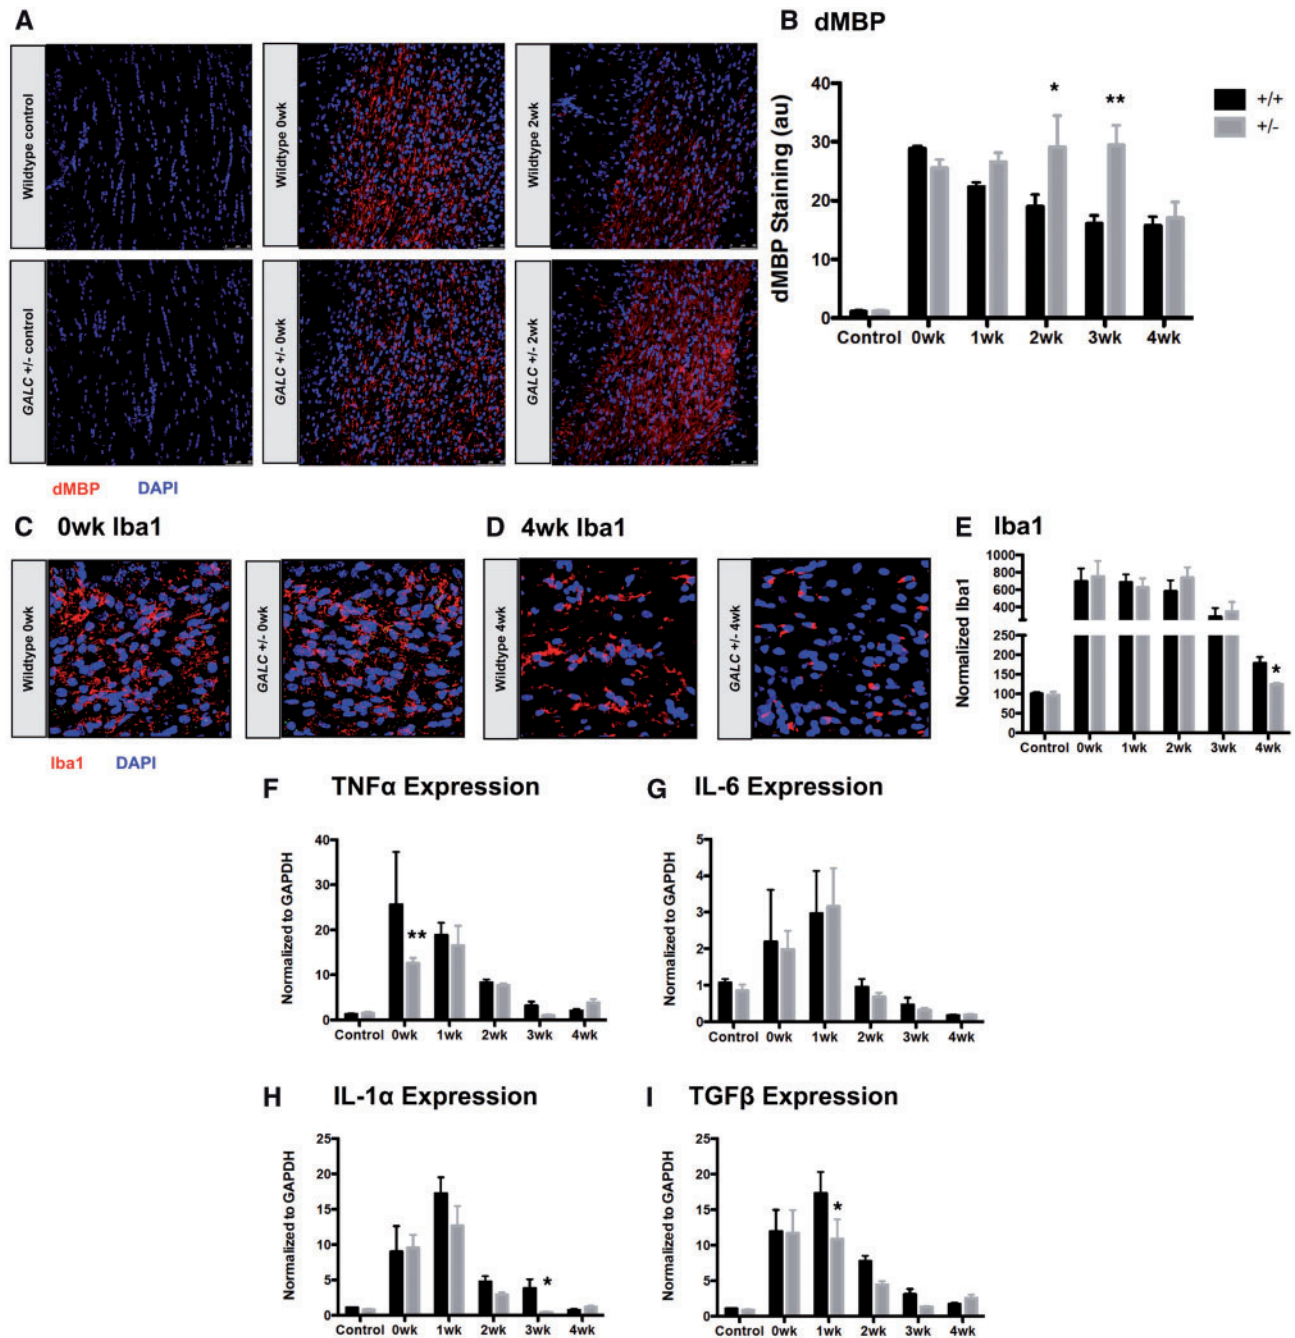 A
Wildtype control
Wildtype 0wk
Wildtype 2wk
GALC +/- control
GALC +/- 0wk
GALC +/- 2wk
dMBP DAPI
B dMBP
dMBP Staining (au)
40
30
20
10
0
* **
Control 0wk 1wk 2wk 3wk 4wk
+/+
+/-
C 0wk Iba1
Wildtype 0wk
GALC +/- 0wk
Iba1 DAPI
D 4wk Iba1
Wildtype 4wk
GALC +/- 4wk
E Iba1
Normalized Iba1
1000
800
600
400
250
200
150
100
50
0
*
Control 0wk 1wk 2wk 3wk 4wk
F TNFα Expression
Normalized to GAPDH
40
30
20
10
0
**
Control 0wk 1wk 2wk 3wk 4wk
G IL-6 Expression
Normalized to GAPDH
5
4
3
2
1
0
Control 0wk 1wk 2wk 3wk 4wk
H IL-1α Expression
Normalized to GAPDH
25
20
15
10
5
0
*
Control 0wk 1wk 2wk 3wk 4wk
I TGFβ Expression
Normalized to GAPDH
25
20
15
10
5
0
*
Control 0wk 1wk 2wk 3wk 4wk